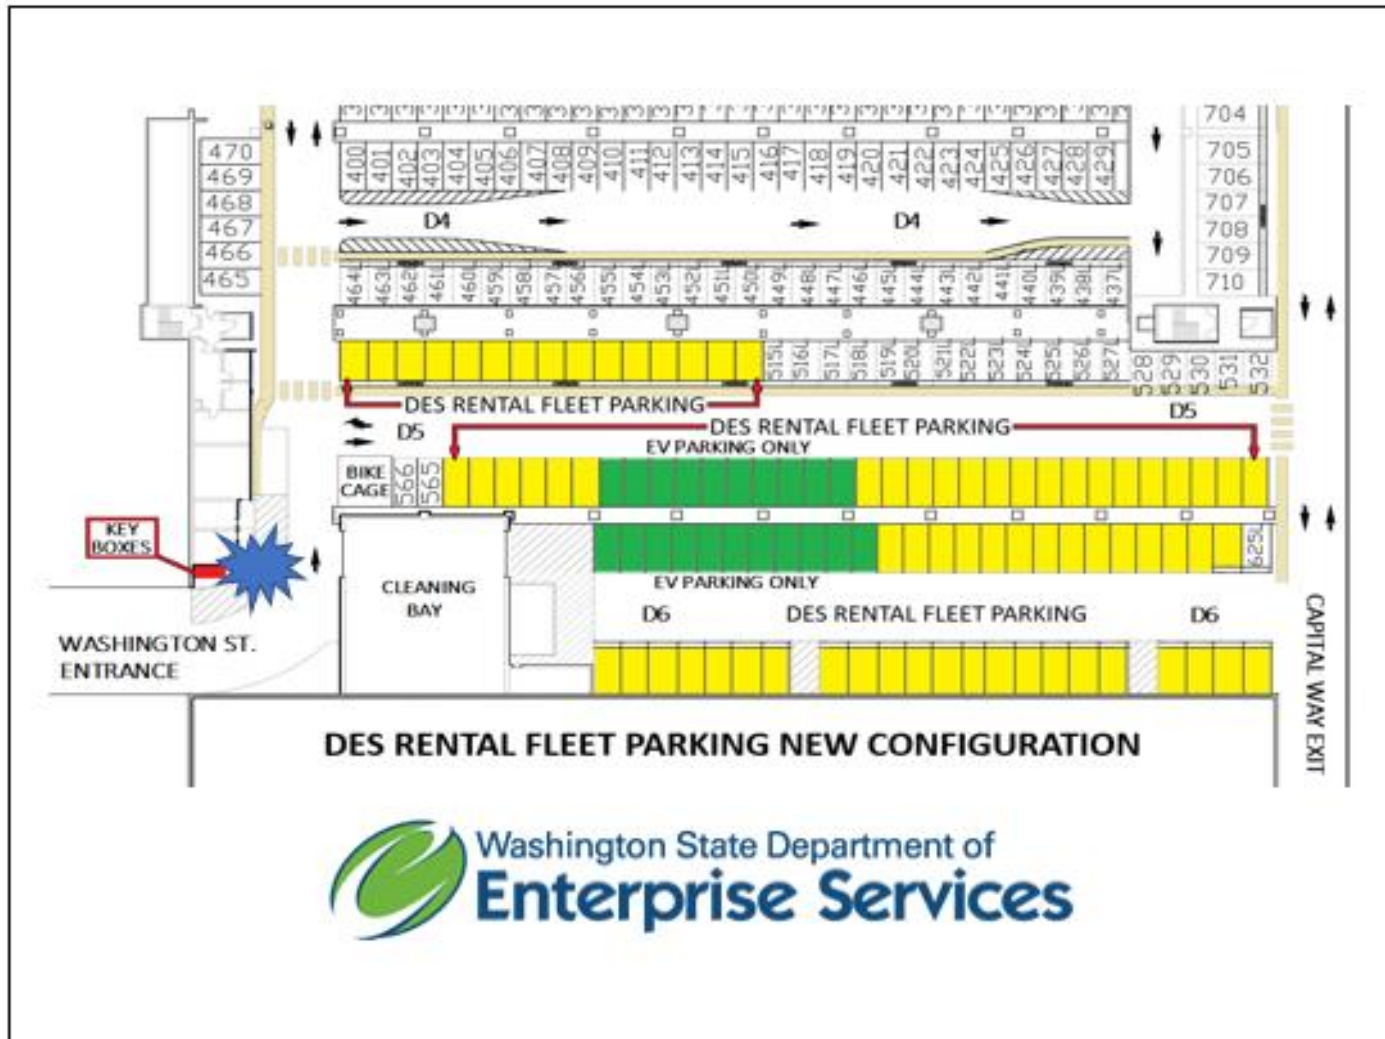 704
470
469
468
467
466
465
400 401 402 403 404 405 406 407 408 409 410 411 412 413 414 415 416 417 418 419 420 421 422 423 424 425 426 427 428 429
705
706
707
708
709
710
D4 D4
464L 463L 462L 461L 460L 459L 458L 457L 456L 455L 454L 453L 452L 451L 450L 449L 448L 447L 446L 445L 444L 443L 442L 441L 440L 439L 438L 437L
515L 516L 517L 518L 519L 520L 521L 522L 523L 524L 525L 526L 527L 528 529 530 531 532
DES RENTAL FLEET PARKING
D5
D5
DES RENTAL FLEET PARKING
EV PARKING ONLY
BIKE
CAGE
566 565
KEY
BOXES
625L
CLEANING
BAY
EV PARKING ONLY
D6 DES RENTAL FLEET PARKING D6
WASHINGTON ST.
ENTRANCE
CAPITAL WAY EXIT
DES RENTAL FLEET PARKING NEW CONFIGURATION
Washington State Department of
Enterprise Services